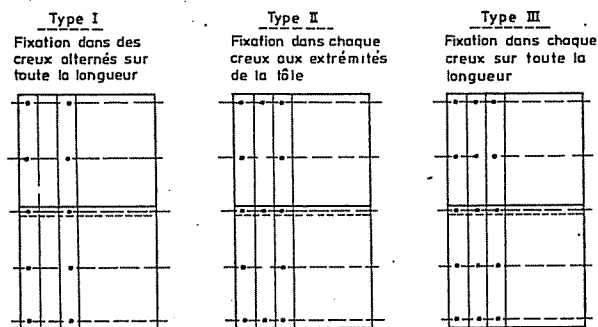 Type I
Fixation dans des
creux alternés sur
toute la longueur
Type II
Fixation dans chaque
creux aux extrémités
de la tôle
Type III
Fixation dans chaque
creux sur toute la
longueur